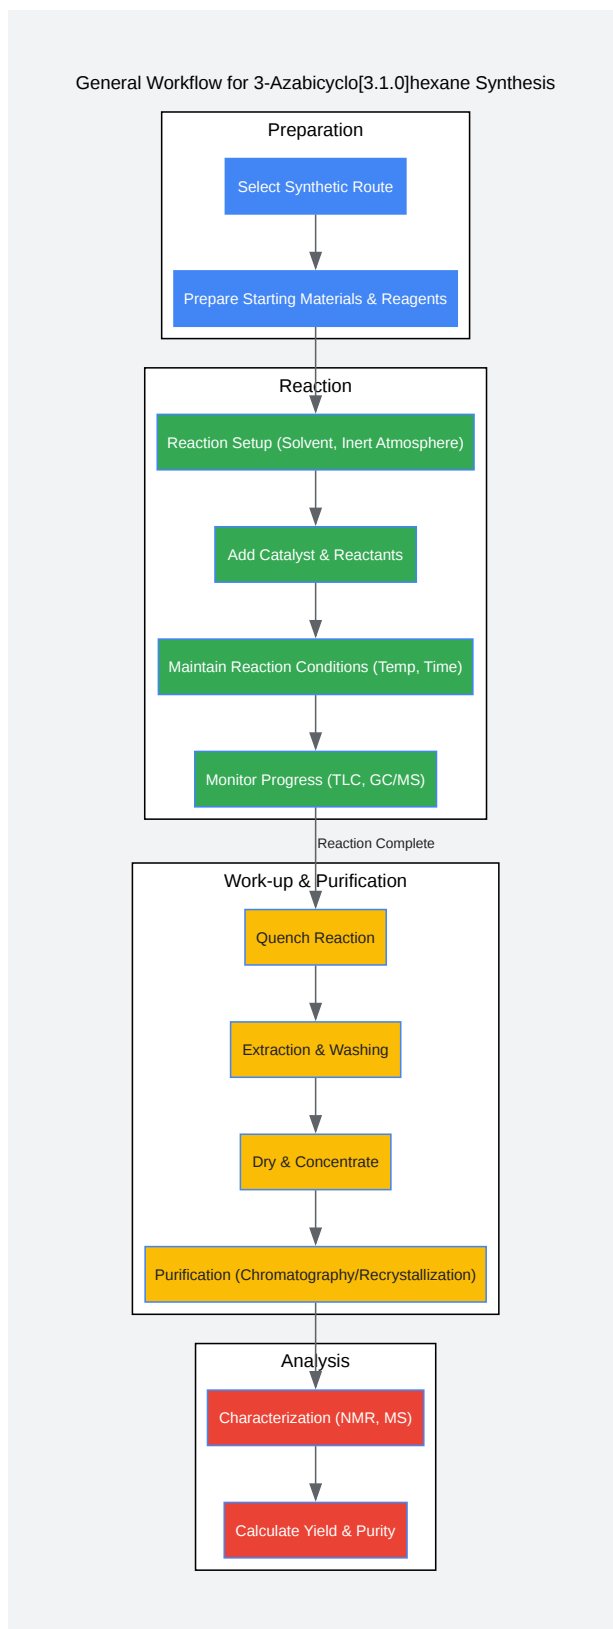 General Workflow for 3-Azabicyclo[3.1.0]hexane Synthesis
Preparation
Select Synthetic Route
Prepare Starting Materials & Reagents
Reaction
Reaction Setup (Solvent, Inert Atmosphere)
Add Catalyst & Reactants
Maintain Reaction Conditions (Temp, Time)
Monitor Progress (TLC, GC/MS)
Reaction Complete
Work-up & Purification
Quench Reaction
Extraction & Washing
Dry & Concentrate
Purification (Chromatography/Recrystallization)
Analysis
Characterization (NMR, MS)
Calculate Yield & Purity